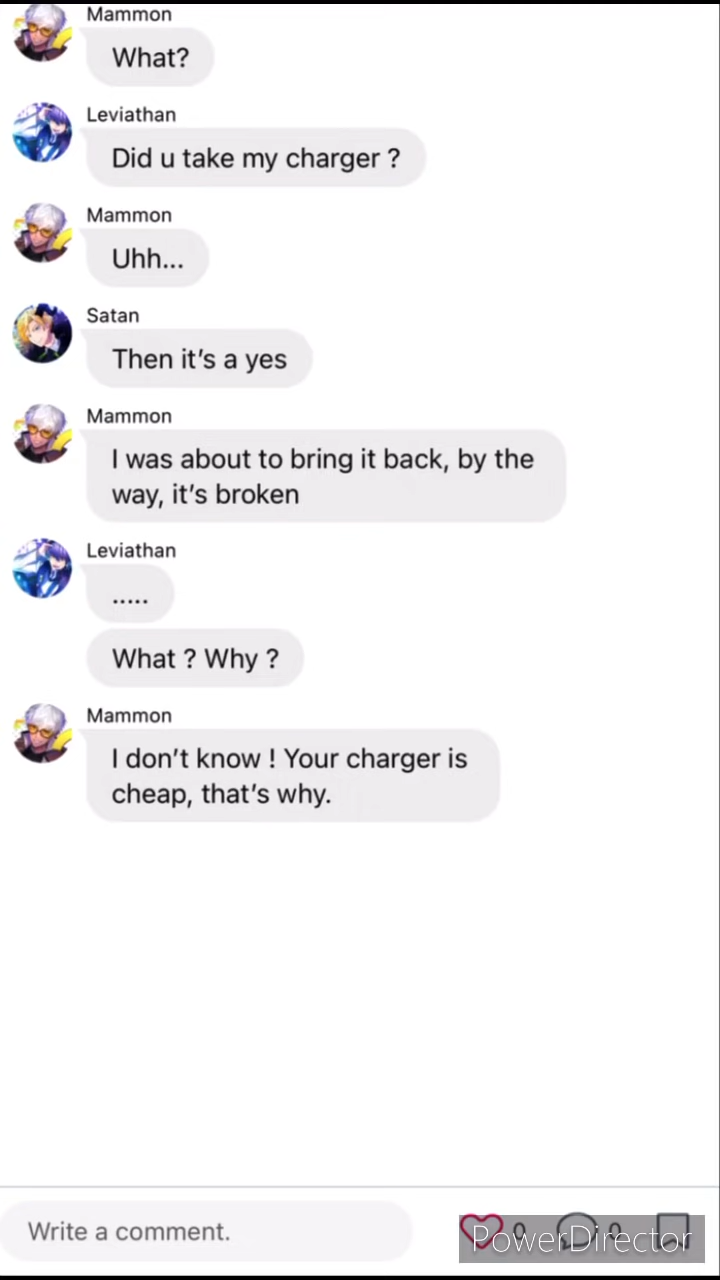 Mammon
What?
Leviathan
Did u take my charger ?
Mammon
Uhh...
Satan
Then it's a yes
Mammon
I was about to bring it back, by the
way, it's broken
Leviathan
.....
What ? Why ?
Mammon
I don't know ! Your charger is
cheap, that's why.
Write a comment.
0
0
PowerDirector